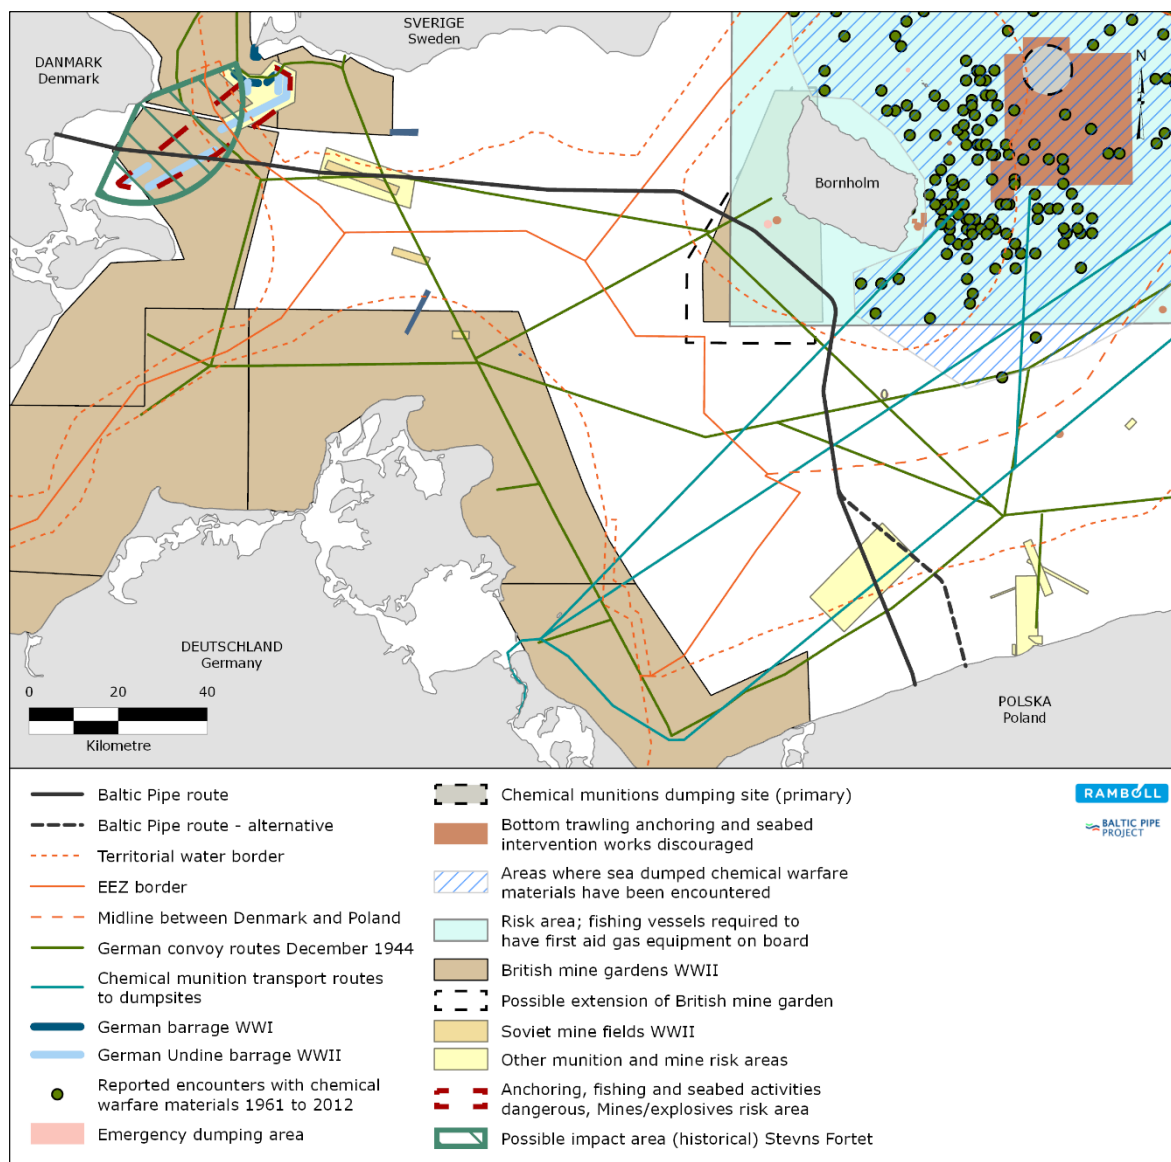 SVERIGE
Sweden
DANMARK
Denmark
N
Bornholm
DEUTSCHLAND
Germany
POLSKA
Poland
0 20 40
Kilometre
Baltic Pipe route
Baltic Pipe route - alternative
Territorial water border
EEZ border
Midline between Denmark and Poland
German convoy routes December 1944
Chemical munition transport routes
to dumpsites
German barrage WWI
German Undine barrage WWII
Reported encounters with chemical
warfare materials 1961 to 2012
Emergency dumping area
Chemical munitions dumping site (primary)
Bottom trawling anchoring and seabed
intervention works discouraged
Areas where sea dumped chemical warfare
materials have been encountered
Risk area; fishing vessels required to
have first aid gas equipment on board
British mine gardens WWII
Possible extension of British mine garden
Soviet mine fields WWII
Other munition and mine risk areas
Anchoring, fishing and seabed activities
dangerous, Mines/explosives risk area
Possible impact area (historical) Stevns Fortet
RAMBOLL
BALTIC PIPE
PROJECT